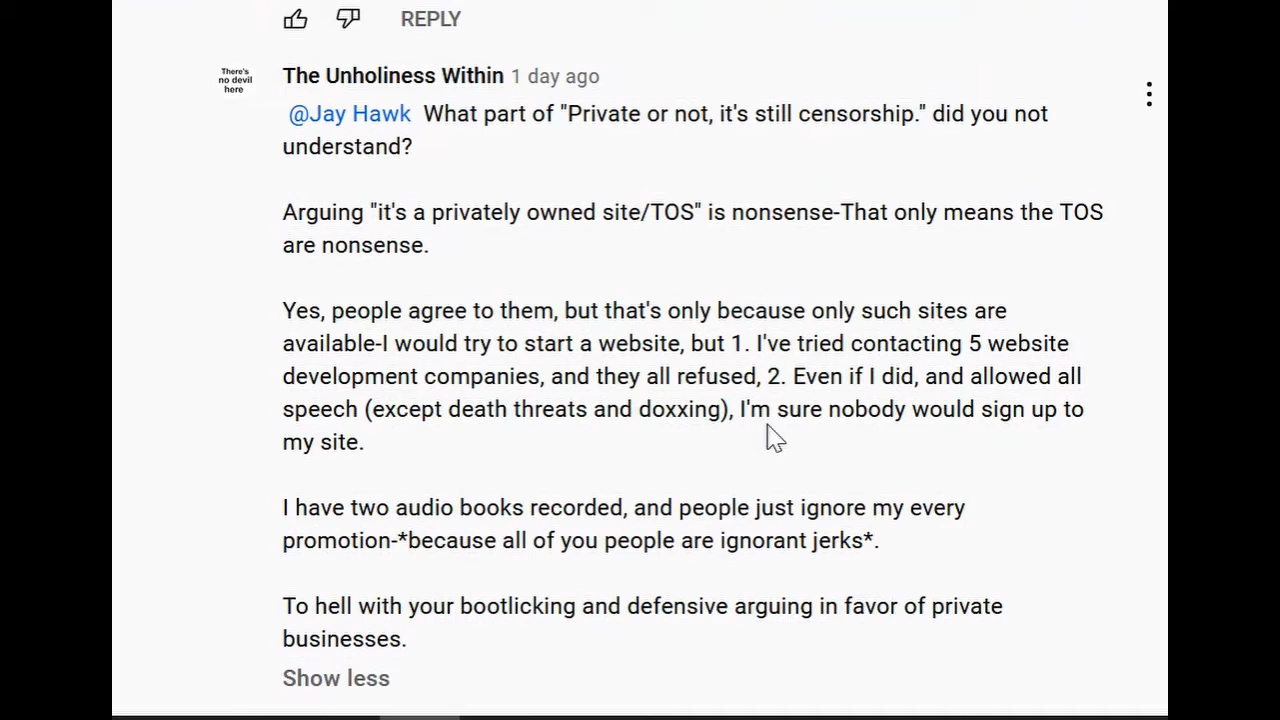 REPLY
There's
no devil
here
The Unholiness Within 1 day ago
@Jay Hawk What part of "Private or not, it's still censorship." did you not
understand?
Arguing "it's a privately owned site/TOS" is nonsense-That only means the TOS
are nonsense.
Yes, people agree to them, but that's only because only such sites are
available-I would try to start a website, but 1. I've tried contacting 5 website
development companies, and they all refused, 2. Even if I did, and allowed all
speech (except death threats and doxxing), I'm sure nobody would sign up to
my site.
I have two audio books recorded, and people just ignore my every
promotion-*because all of you people are ignorant jerks*.
To hell with your bootlicking and defensive arguing in favor of private
businesses.
Show less